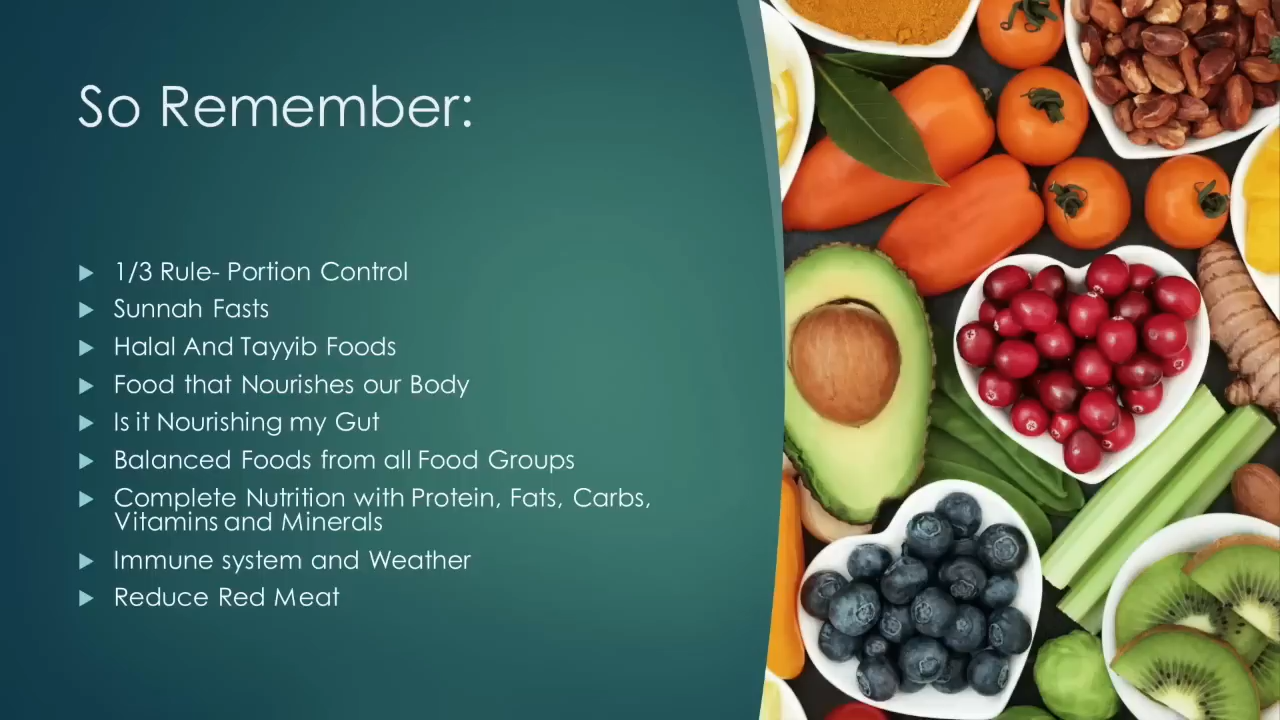 So Remember:
1/3 Rule- Portion Control
Sunnah Fasts
Halal And Tayyib Foods
Food that Nourishes our Body
Is it Nourishing my Gut
Balanced Foods from all Food Groups
Complete Nutrition with Protein, Fats, Carbs,
Vitamins and Minerals
Immune system and Weather
Reduce Red Meat